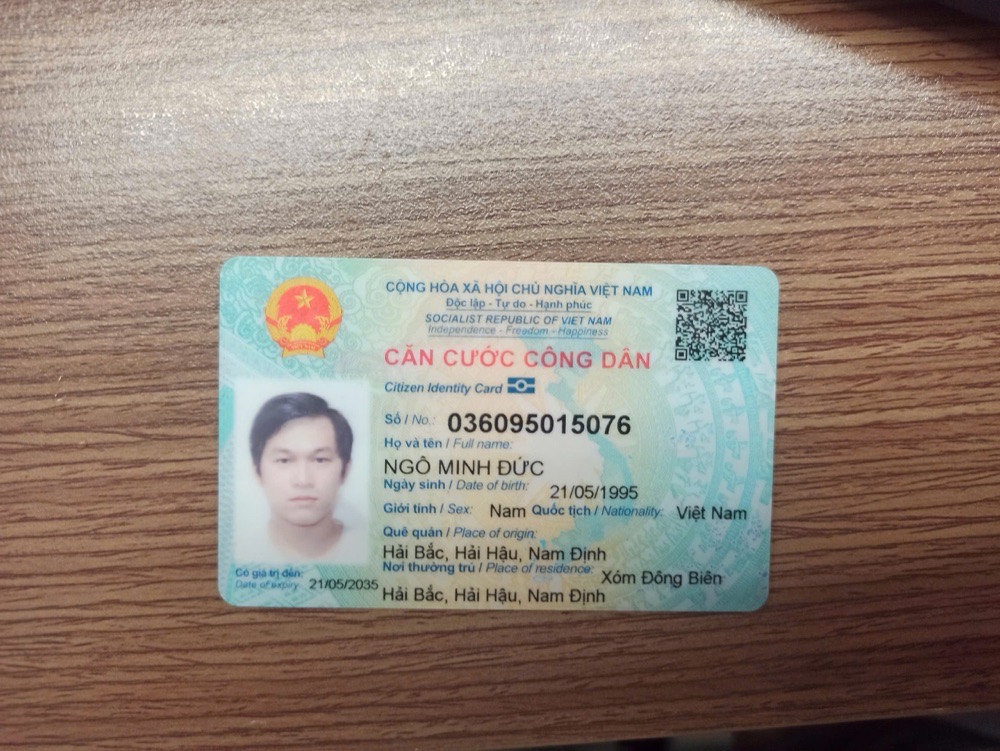 CỘNG HÒA XÃ HỘI CHỦ NGHĨA VIỆT NAM
Độc lập - Tự do - Hạnh phúc
SOCIALIST REPUBLIC OF VIET NAM
Independence - Freedom - Happiness
CĂN CƯỚC CÔNG DÂN
Citizen Identity Card
Số / No.: 036095015076
Họ và tên / Full name:
NGÔ MINH ĐỨC
Ngày sinh / Date of birth: 21/05/1995
Giới tính / Sex: Nam Quốc tịch / Nationality: Việt Nam
Quê quán / Place of origin:
Hải Bắc, Hải Hậu, Nam Định
Nơi thường trú / Place of residence: Xóm Đông Biên
Hải Bắc, Hải Hậu, Nam Định
Có giá trị đến: 21/05/2035
Date of expiry